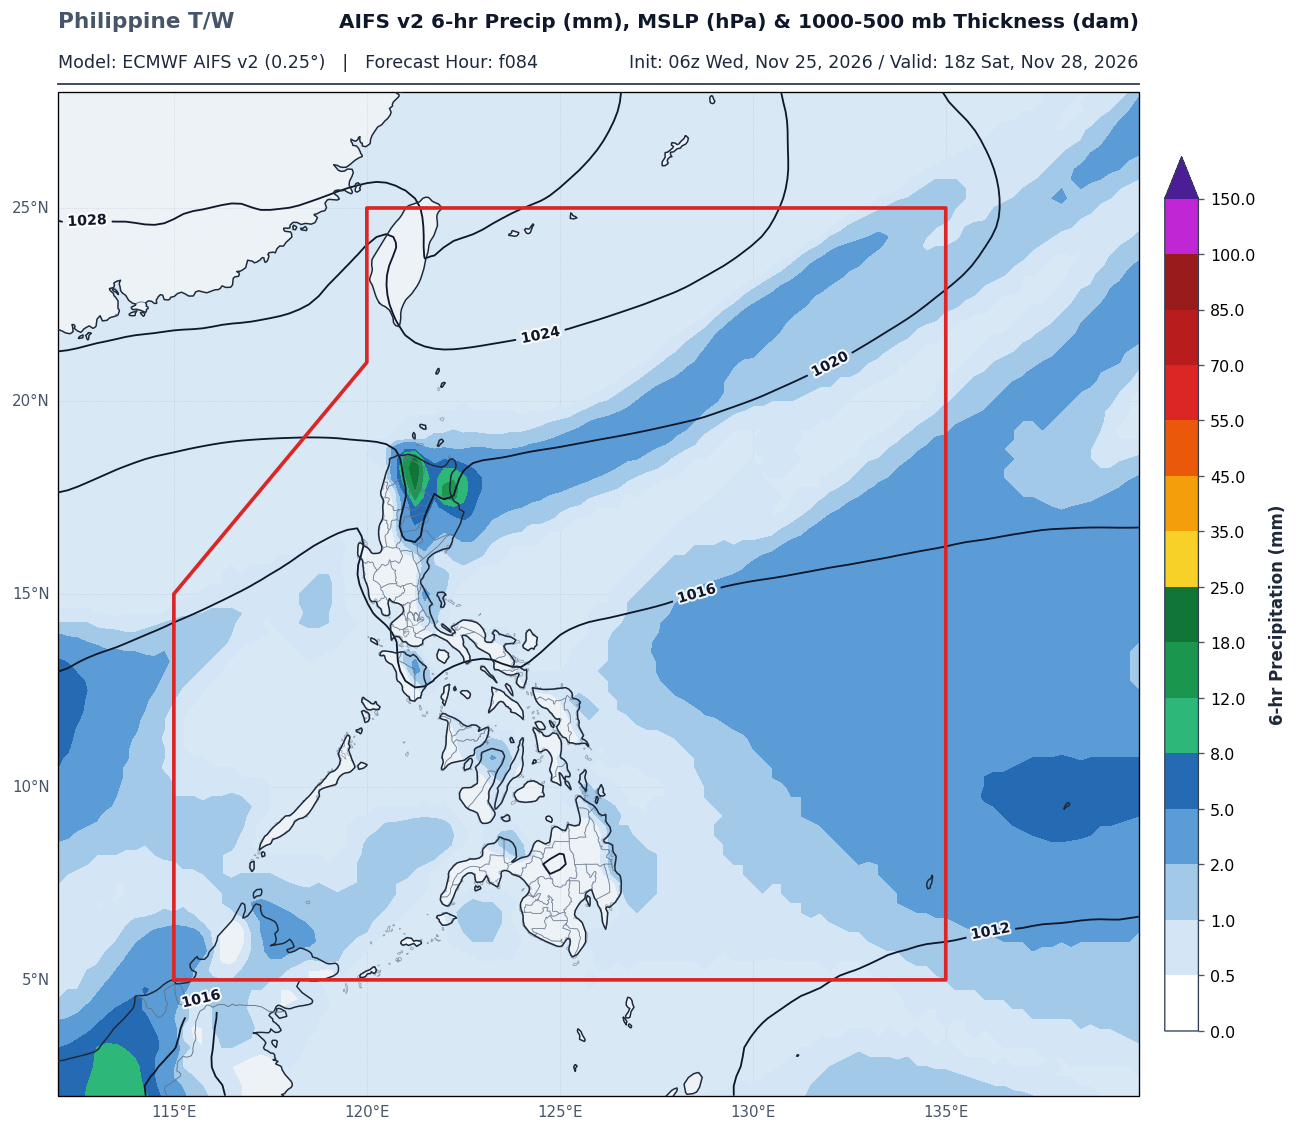 Philippine T/W
AIFS v2 6-hr Precip (mm), MSLP (hPa) & 1000-500 mb Thickness (dam)
Model: ECMWF AIFS v2 (0.25°) | Forecast Hour: f084
Init: 06z Wed, Nov 25, 2026 / Valid: 18z Sat, Nov 28, 2026
25°N
20°N
15°N
10°N
5°N
115°E
120°E
125°E
130°E
135°E
1028
1024
1020
1016
1012
1016
150.0
100.0
85.0
70.0
55.0
45.0
35.0
25.0
18.0
12.0
8.0
5.0
2.0
1.0
0.5
0.0
6-hr Precipitation (mm)